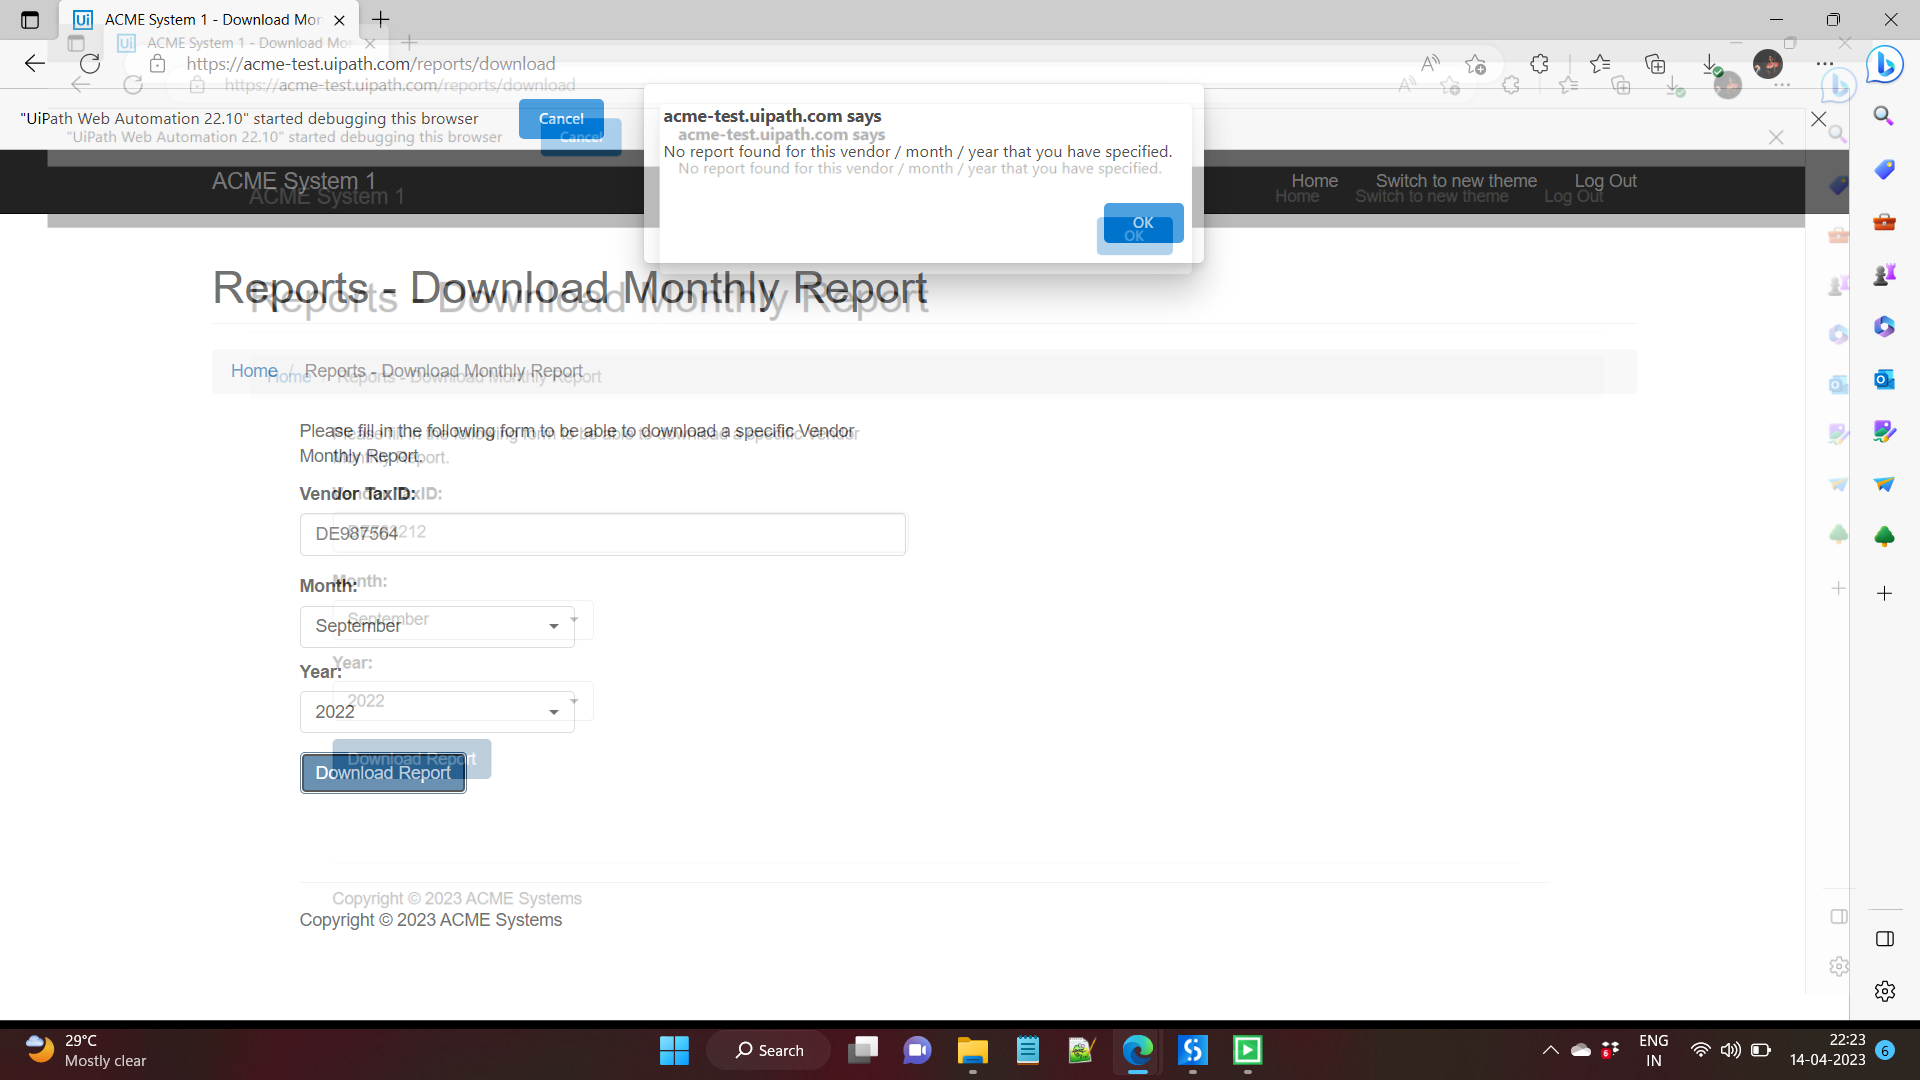 ACME System 1 - Download Mor
ACME System 1 - Download Mor
https://acme-test.uipath.com/reports/download
https://acme-test.uipath.com/reports/download
"UiPath Web Automation 22.10" started debugging this browser
Cancel
"UiPath Web Automation 22.10" started debugging this browser
Cancel
acme-test.uipath.com says
acme-test.uipath.com says
No report found for this vendor / month / year that you have specified.
No report found for this vendor / month / year that you have specified.
OK
OK
ACME System 1
ACME System 1
Home Switch to new theme Log Out
Home Switch to new theme Log Out
Reports - Download Monthly Report
Reports - Download Monthly Report
Home / Reports - Download Monthly Report
Home / Reports - Download Monthly Report
Please fill in the following form to be able to download a specific Vendor
Please fill in the following form to be able to download a specific Vendor
Monthly Report.
Monthly Report.
Vendor TaxID:
Vendor TaxID:
DE987564
Month:
Month:
September
September
Year:
Year:
2022
2022
Download Report
Download Report
Copyright © 2023 ACME Systems
Copyright © 2023 ACME Systems
29°C
Mostly clear
Search
6
ENG
IN
22:23
14-04-2023
6